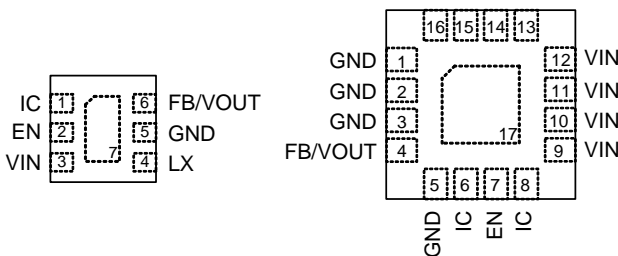 IC 1 6 FB/VOUT
EN 2 5 GND
VIN 3 4 LX
7
16 15 14 13
GND 1 12 VIN
GND 2 11 VIN
GND 3 10 VIN
FB/VOUT 4 9 VIN
17
5 6 7 8
GND IC EN IC